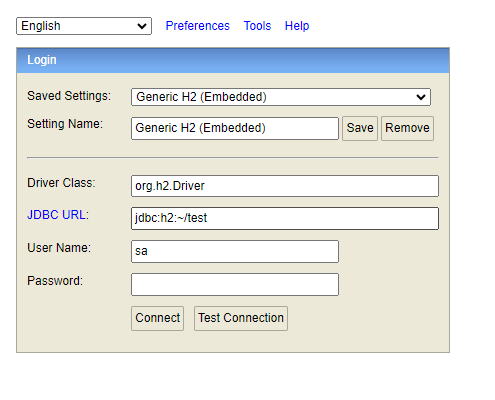 English Preferences Tools Help
Login
Saved Settings: Generic H2 (Embedded)
Setting Name: Generic H2 (Embedded) Save Remove
Driver Class: org.h2.Driver
JDBC URL: jdbc:h2:~/test
User Name: sa
Password:
Connect Test Connection